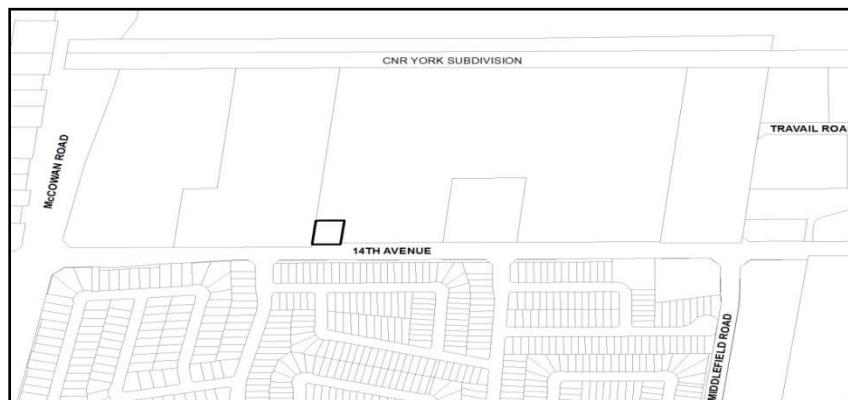 CNR YORK SUBDIVISION
TRAVAIL ROA
McCOWAN ROAD
14TH AVENUE
MIDDLEFIELD ROAD